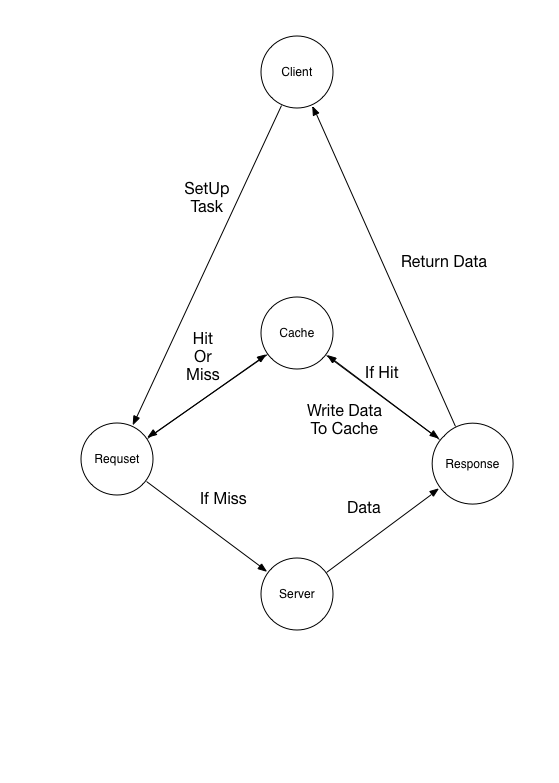 Client
SetUp
Task
Return Data
Cache
Hit
Or
Miss
If Hit
Write Data
To Cache
Requset
Response
If Miss
Data
Server